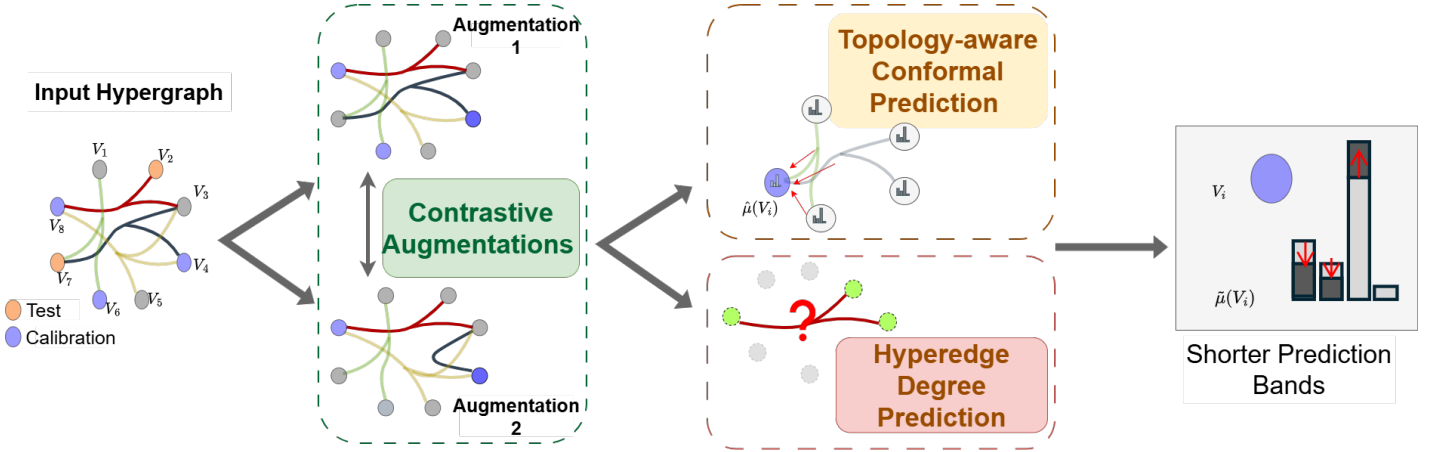 Input Hypergraph
V₁
V₂
V₃
V₈
V₇
V₄
V₆
V₅
Test
Calibration
Augmentation
1
Contrastive
Augmentations
Augmentation
2
Topology-aware
Conformal
Prediction
μ̂(Vᵢ)
?
Hyperedge
Degree
Prediction
Vᵢ
μ̃(Vᵢ)
Shorter Prediction
Bands